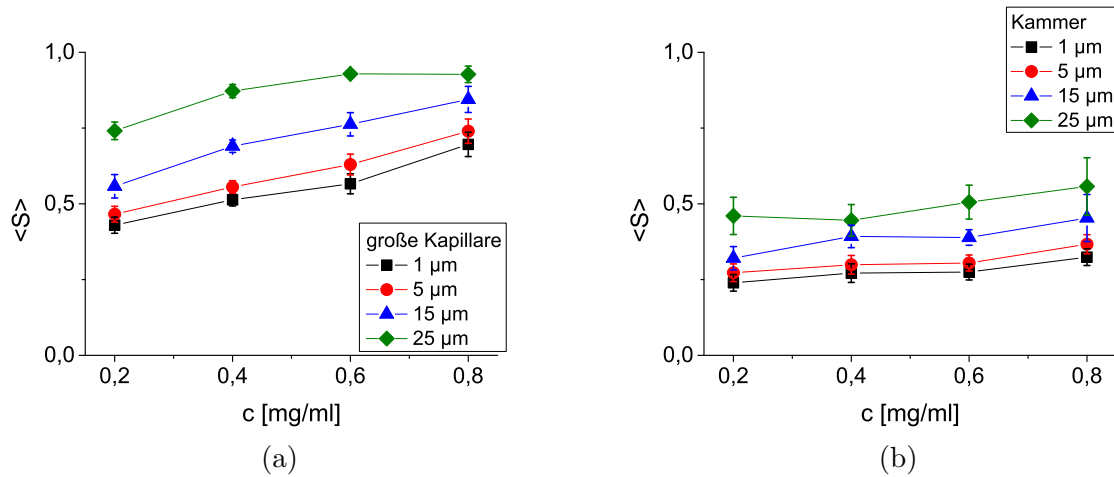 1,0
0,5
0,0
<S>
große Kapillare
1 µm
5 µm
15 µm
25 µm
0,2 0,4 0,6 0,8
c [mg/ml]
(a)
Kammer
1 µm
5 µm
15 µm
25 µm
1,0
0,5
0,0
<S>
0,2 0,4 0,6 0,8
c [mg/ml]
(b)